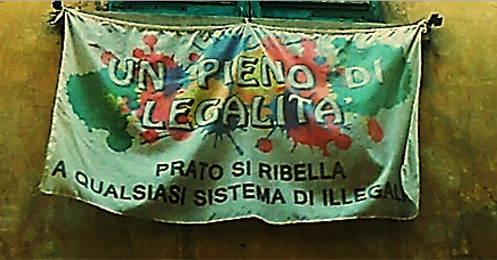 UN PIENO DI
LEGALITA'
PRATO SI RIBELLA
A QUALSIASI SISTEMA DI